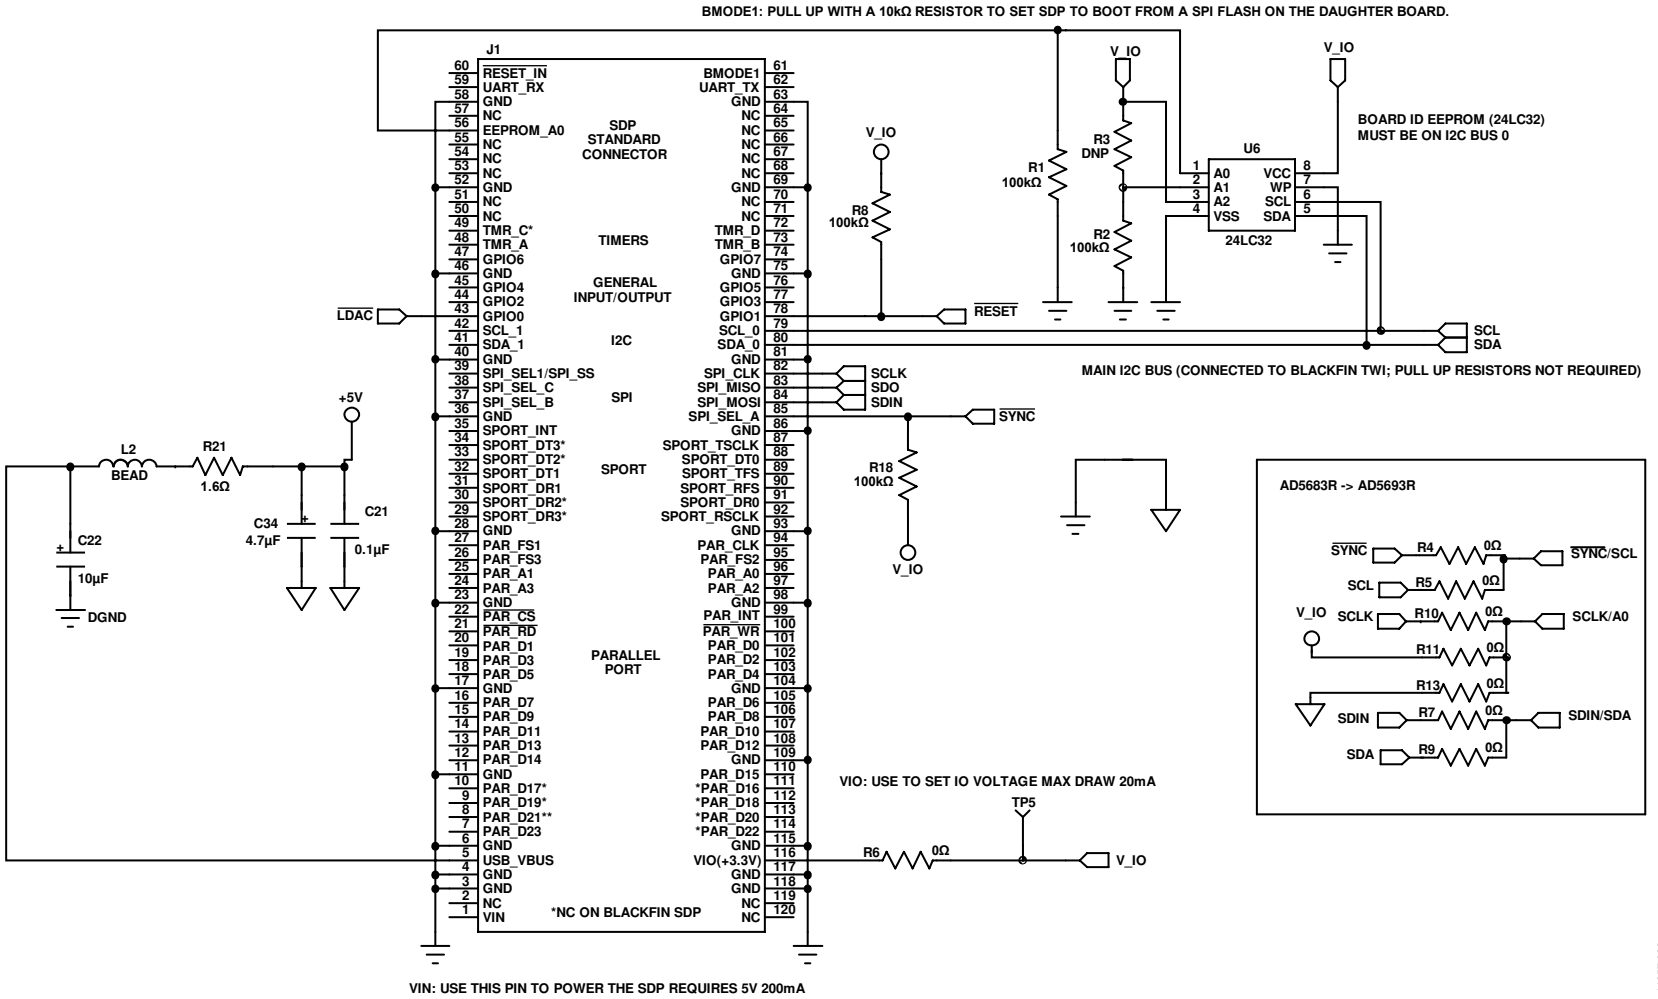 BMODE1: PULL UP WITH A 10kΩ RESISTOR TO SET SDP TO BOOT FROM A SPI FLASH ON THE DAUGHTER BOARD.
J1
60 RESET_IN
59 UART_RX
58 GND
57 NC
56 EEPROM_A0
55 NC
54 NC
53 NC
52 GND
51 NC
50 NC
49 TMR_C*
48 TMR_A
47 GPIO6
46 GND
45 GPIO4
44 GPIO2
43 GPIO0
42 SCL_1
41 SDA_1
40 GND
39 SPI_SEL1/SPI_SS
38 SPI_SEL_C
37 SPI_SEL_B
36 GND
35 SPORT_INT
34 SPORT_DT3*
33 SPORT_DT2*
32 SPORT_DT1
31 SPORT_DR1
30 SPORT_DR2*
29 SPORT_DR3*
28 GND
27 PAR_FS1
26 PAR_FS3
25 PAR_A1
24 PAR_A3
23 GND
22 PAR_CS
21 PAR_RD
20 PAR_D1
19 PAR_D3
18 PAR_D5
17 GND
16 PAR_D7
15 PAR_D9
14 PAR_D11
13 PAR_D13
12 PAR_D14
11 GND
10 PAR_D17*
9 PAR_D19*
8 PAR_D21**
7 PAR_D23
6 GND
5 USB_VBUS
4 GND
3 GND
2 NC
1 VIN
SDP
STANDARD
CONNECTOR
TIMERS
GENERAL
INPUT/OUTPUT
I2C
SPI
SPORT
PARALLEL
PORT
*NC ON BLACKFIN SDP
BMODE1 61
UART_TX 62
GND 63
NC 64
NC 65
NC 66
NC 67
NC 68
GND 69
NC 70
NC 71
TMR_D 72
TMR_B 73
GPIO7 74
GND 75
GPIO5 76
GPIO3 77
GPIO1 78
SCL_0 79
SDA_0 80
GND 81
SPI_CLK 82
SPI_MISO 83
SPI_MOSI 84
SPI_SEL_A 85
GND 86
SPORT_TSCLK 87
SPORT_DT0 88
SPORT_TFS 89
SPORT_RFS 90
SPORT_DR0 91
SPORT_RSCLK 92
GND 93
PAR_CLK 94
PAR_FS2 95
PAR_A0 96
PAR_A2 97
GND 98
PAR_INT 99
PAR_WR 100
PAR_D0 101
PAR_D2 102
PAR_D4 103
GND 104
PAR_D6 105
PAR_D8 106
PAR_D10 107
PAR_D12 108
GND 109
PAR_D15 110
*PAR_D16 111
*PAR_D18 112
*PAR_D20 113
*PAR_D22 114
GND 115
VIO(+3.3V) 116
GND 117
GND 118
NC 119
NC 120
LDAC
+5V
L2
BEAD
R21
1.6Ω
C22
+
10µF
DGND
C34
+
4.7µF
C21
0.1µF
V_IO
R8
100kΩ
RESET
R1
100kΩ
V_IO
R3
DNP
R2
100kΩ
V_IO
BOARD ID EEPROM (24LC32)
MUST BE ON I2C BUS 0
U6
1 A0 VCC 8
2 A1 WP 7
3 A2 SCL 6
4 VSS SDA 5
24LC32
SCL
SDA
MAIN I2C BUS (CONNECTED TO BLACKFIN TWI; PULL UP RESISTORS NOT REQUIRED)
SCLK
SDO
SDIN
SYNC
R18
100kΩ
V_IO
AD5683R -> AD5693R
SYNC R4 0Ω SYNC/SCL
SCL R5 0Ω
V_IO
SCLK R10 0Ω SCLK/A0
R11 0Ω
R13 0Ω
SDIN R7 0Ω SDIN/SDA
SDA R9 0Ω
VIO: USE TO SET IO VOLTAGE MAX DRAW 20mA
TP5
R6 0Ω
V_IO
VIN: USE THIS PIN TO POWER THE SDP REQUIRES 5V 200mA